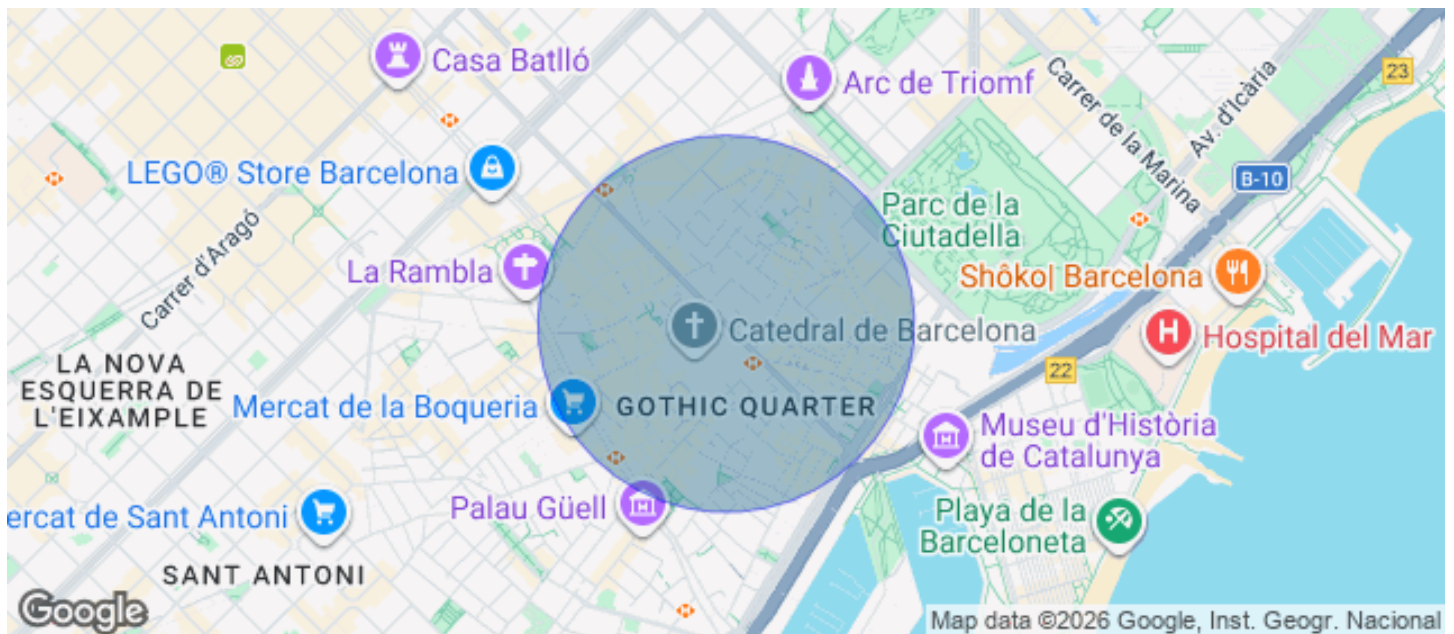 Casa Batlló
Arc de Triomf
Carrer de la Marina
Av. d'Icària
23
LEGO® Store Barcelona
B-10
Carrer d'Aragó
Parc de la
Ciutadella
La Rambla
Shôko| Barcelona
Catedral de Barcelona
Hospital del Mar
LA NOVA
ESQUERRA DE
L'EIXAMPLE
22
Mercat de la Boqueria
GOTHIC QUARTER
Museu d'Història
de Catalunya
Palau Güell
ercat de Sant Antoni
Playa de la
Barceloneta
SANT ANTONI
Google
Map data ©2026 Google, Inst. Geogr. Nacional